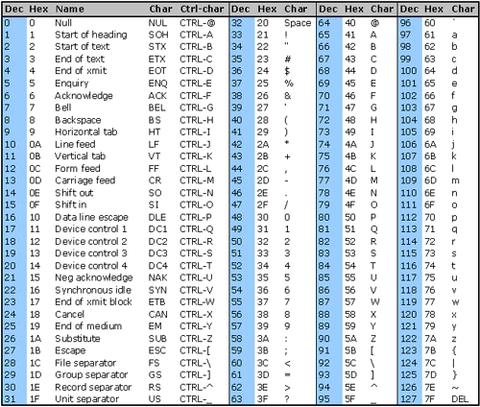 Dec Hex Name Char Ctrl-char Dec Hex Char Dec Hex Char Dec Hex Char
0 0 Null NUL CTRL-@ 32 20 Space 64 40 @ 96 60 `
1 1 Start of heading SOH CTRL-A 33 21 ! 65 41 A 97 61 a
2 2 Start of text STX CTRL-B 34 22 " 66 42 B 98 62 b
3 3 End of text ETX CTRL-C 35 23 # 67 43 C 99 63 c
4 4 End of xmit EOT CTRL-D 36 24 $ 68 44 D 100 64 d
5 5 Enquiry ENQ CTRL-E 37 25 % 69 45 E 101 65 e
6 6 Acknowledge ACK CTRL-F 38 26 & 70 46 F 102 66 f
7 7 Bell BEL CTRL-G 39 27 ' 71 47 G 103 67 g
8 8 Backspace BS CTRL-H 40 28 ( 72 48 H 104 68 h
9 9 Horizontal tab HT CTRL-I 41 29 ) 73 49 I 105 69 i
10 0A Line feed LF CTRL-J 42 2A * 74 4A J 106 6A j
11 0B Vertical tab VT CTRL-K 43 2B + 75 4B K 107 6B k
12 0C Form feed FF CTRL-L 44 2C , 76 4C L 108 6C l
13 0D Carriage feed CR CTRL-M 45 2D - 77 4D M 109 6D m
14 0E Shift out SO CTRL-N 46 2E . 78 4E N 110 6E n
15 0F Shift in SI CTRL-O 47 2F / 79 4F O 111 6F o
16 10 Data line escape DLE CTRL-P 48 30 0 80 50 P 112 70 p
17 11 Device control 1 DC1 CTRL-Q 49 31 1 81 51 Q 113 71 q
18 12 Device control 2 DC2 CTRL-R 50 32 2 82 52 R 114 72 r
19 13 Device control 3 DC3 CTRL-S 51 33 3 83 53 S 115 73 s
20 14 Device control 4 DC4 CTRL-T 52 34 4 84 54 T 116 74 t
21 15 Neg acknowledge NAK CTRL-U 53 35 5 85 55 U 117 75 u
22 16 Synchronous idle SYN CTRL-V 54 36 6 86 56 V 118 76 v
23 17 End of xmit block ETB CTRL-W 55 37 7 87 57 W 119 77 w
24 18 Cancel CAN CTRL-X 56 38 8 88 58 X 120 78 x
25 19 End of medium EM CTRL-Y 57 39 9 89 59 Y 121 79 y
26 1A Substitute SUB CTRL-Z 58 3A : 90 5A Z 122 7A z
27 1B Escape ESC CTRL-[ 59 3B ; 91 5B [ 123 7B {
28 1C File separator FS CTRL-\ 60 3C < 92 5C \ 124 7C |
29 1D Group separator GS CTRL-] 61 3D = 93 5D ] 125 7D }
30 1E Record separator RS CTRL-^ 62 3E > 94 5E ^ 126 7E ~
31 1F Unit separator US CTRL-_ 63 3F ? 95 5F _ 127 7F DEL